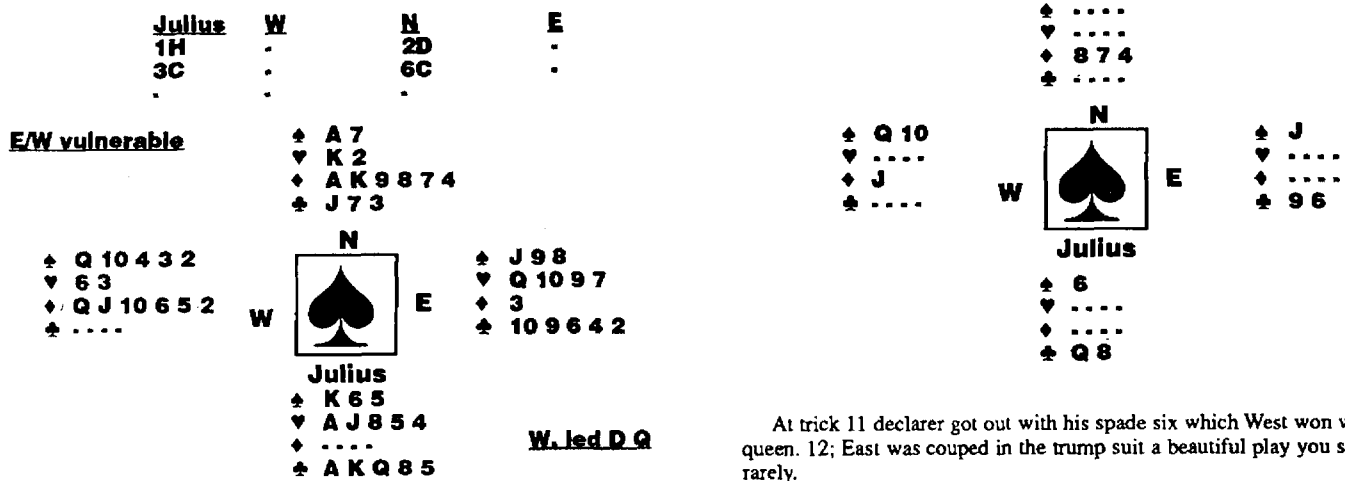 Julius W N E
1H - 2D -
3C - 6C -
- - -
E/W vulnerable
♠ A 7
♥ K 2
♦ A K 9 8 7 4
♣ J 7 3
N
♠ Q 10 4 3 2
♥ 6 3
♦ Q J 10 6 5 2
♣ ----
W
E
♠ J 9 8
♥ Q 10 9 7
♦ 3
♣ 10 9 6 4 2
Julius
♠ K 6 5
♥ A J 8 5 4
♦ ----
♣ A K Q 8 5
W. led D Q
♠ ----
♥ ----
♦ 8 7 4
♣ ----
N
♠ Q 10
♥ ----
♦ J
♣ ----
W
E
♠ J
♥ ----
♦ ----
♣ 9 6
Julius
♠ 6
♥ ----
♦ ----
♣ Q 8
At trick 11 declarer got out with his spade six which West won
queen. 12; East was couped in the trump suit a beautiful play you
rarely.